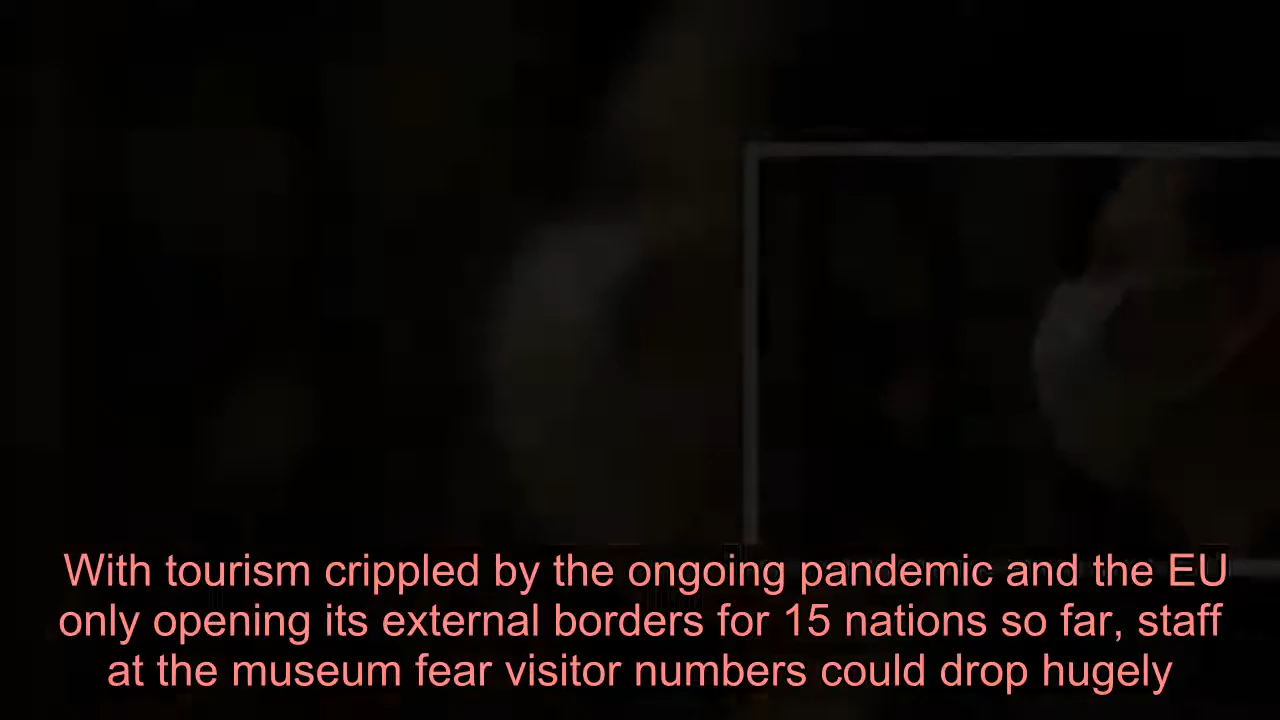 With tourism crippled by the ongoing pandemic and the EU
only opening its external borders for 15 nations so far, staff
at the museum fear visitor numbers could drop hugely